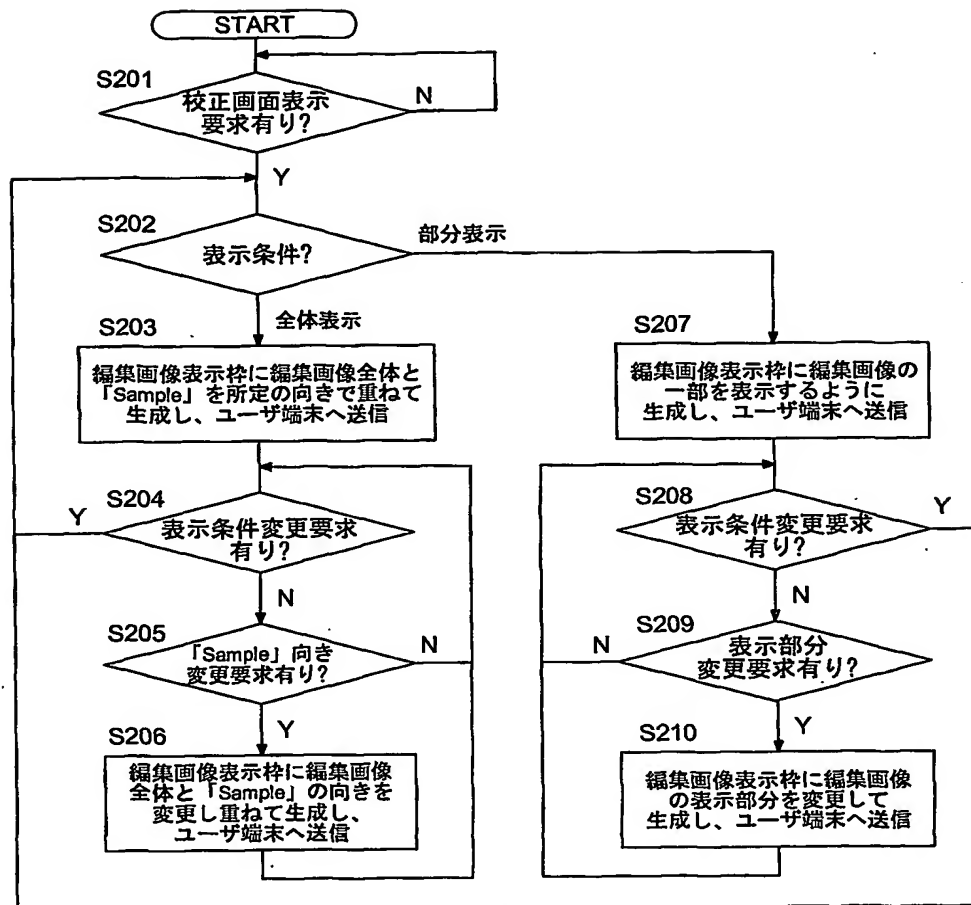 START
S201
校正画面表示
要求有り?
N
Y
S202
表示条件?
部分表示
全体表示
S203
編集画像表示枠に編集画像全体と
「Sample」を所定の向きで重ねて
生成し、ユーザ端末へ送信
S204
Y
表示条件変更要求
有り?
N
S205
「Sample」向き
変更要求有り?
N
Y
S206
編集画像表示枠に編集画像
全体と「Sample」の向きを
変更し重ねて生成し、
ユーザ端末へ送信
S207
編集画像表示枠に編集画像の
一部を表示するように
生成し、ユーザ端末へ送信
S208
Y
表示条件変更要求
有り?
N
S209
N
表示部分
変更要求有り?
Y
S210
編集画像表示枠に編集画像
の表示部分を変更して
生成し、ユーザ端末へ送信